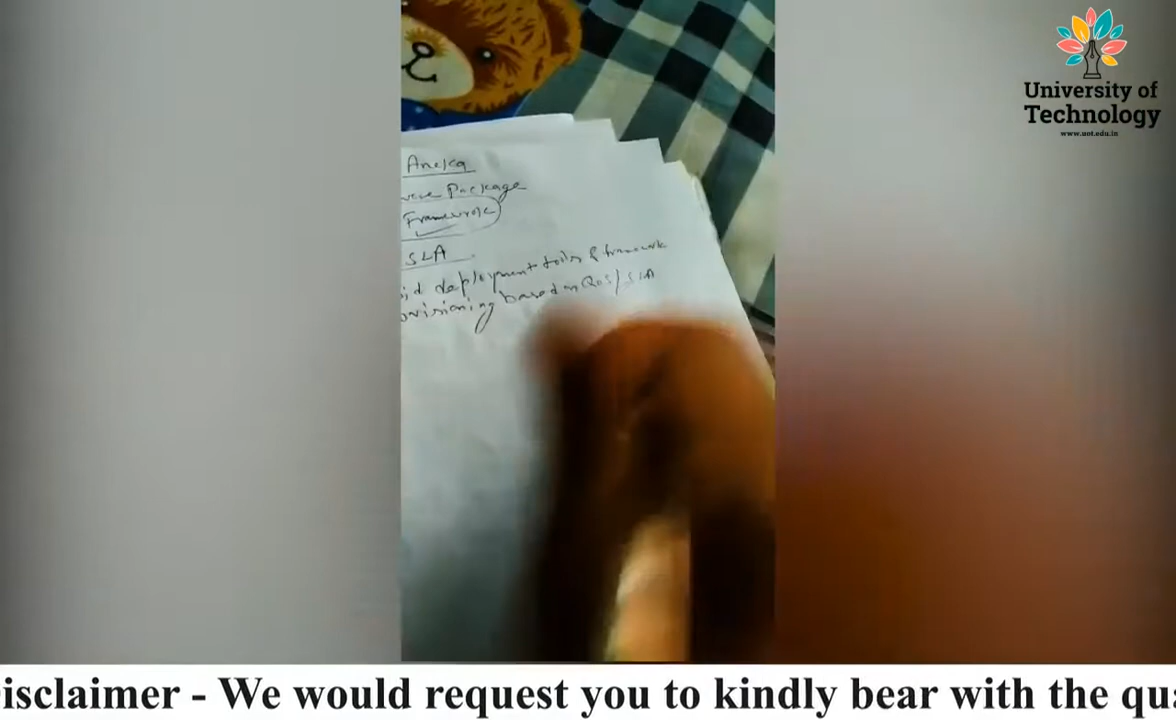 University of
Technology
www.uot.edu.in
Aneka
Package
Framework
SLA
deployment tools & framework
based on QoS/SLA
isclaimer - We would request you to kindly bear with the qu